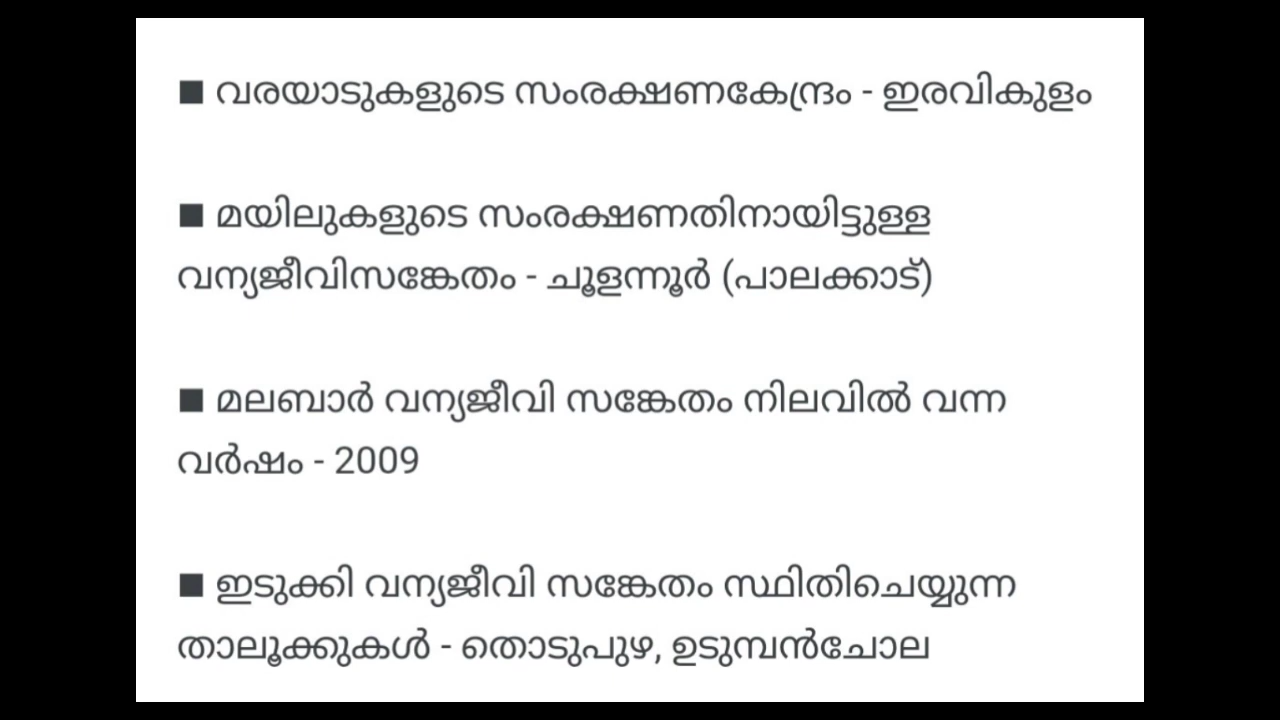 ■ വരയാടുകളുടെ സംരക്ഷണകേന്ദ്രം - ഇരവികുളം
■ മയിലുകളുടെ സംരക്ഷണതിനായിട്ടുള്ള
വന്യജീവിസങ്കേതം - ചൂളന്നൂർ (പാലക്കാട്)
■ മലബാർ വന്യജീവി സങ്കേതം നിലവിൽ വന്ന
വർഷം - 2009
■ ഇടുക്കി വന്യജീവി സങ്കേതം സ്ഥിതിചെയ്യുന്ന
താലൂക്കുകൾ - തൊടുപുഴ, ഉടുമ്പൻചോല